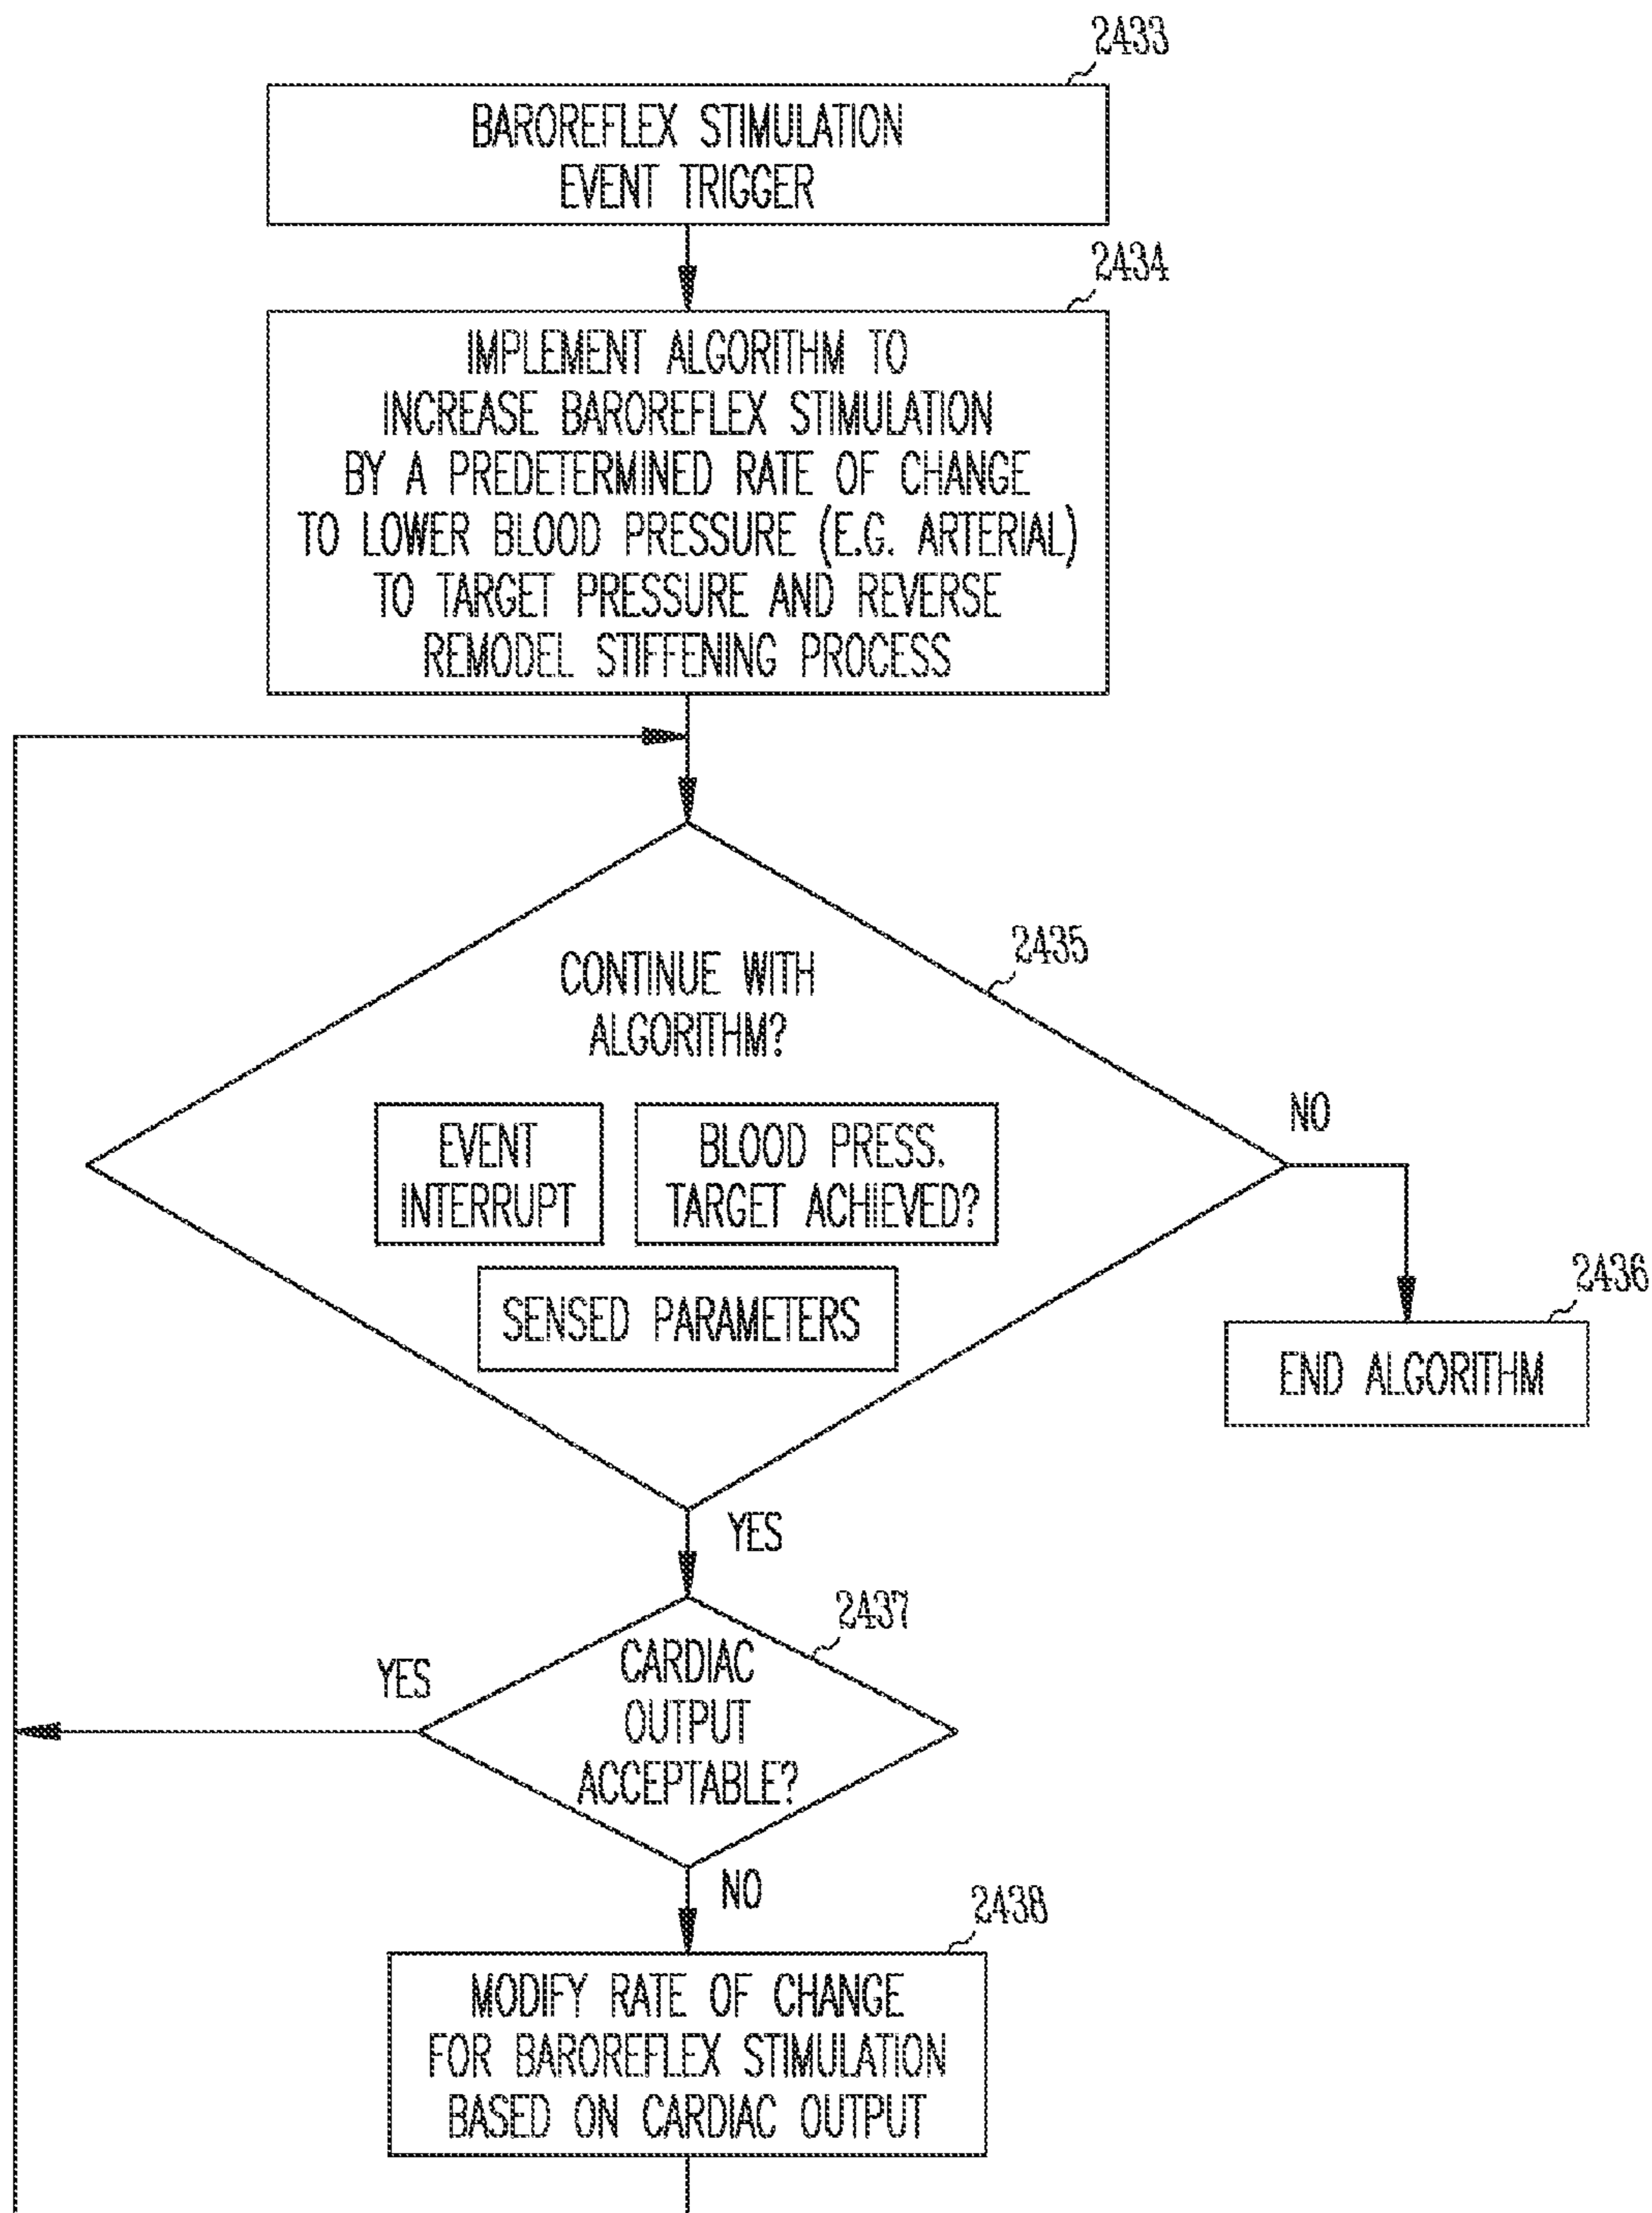 2433
BAROREFLEX STIMULATION
EVENT TRIGGER
2434
IMPLEMENT ALGORITHM TO
INCREASE BAROREFLEX STIMULATION
BY A PREDETERMINED RATE OF CHANGE
TO LOWER BLOOD PRESSURE (E.G. ARTERIAL)
TO TARGET PRESSURE AND REVERSE
REMODEL STIFFENING PROCESS
2435
CONTINUE WITH
ALGORITHM?
EVENT
INTERRUPT
BLOOD PRESS.
TARGET ACHIEVED?
SENSED PARAMETERS
NO
2436
END ALGORITHM
YES
2437
CARDIAC
OUTPUT
ACCEPTABLE?
YES
NO
2438
MODIFY RATE OF CHANGE
FOR BAROREFLEX STIMULATION
BASED ON CARDIAC OUTPUT